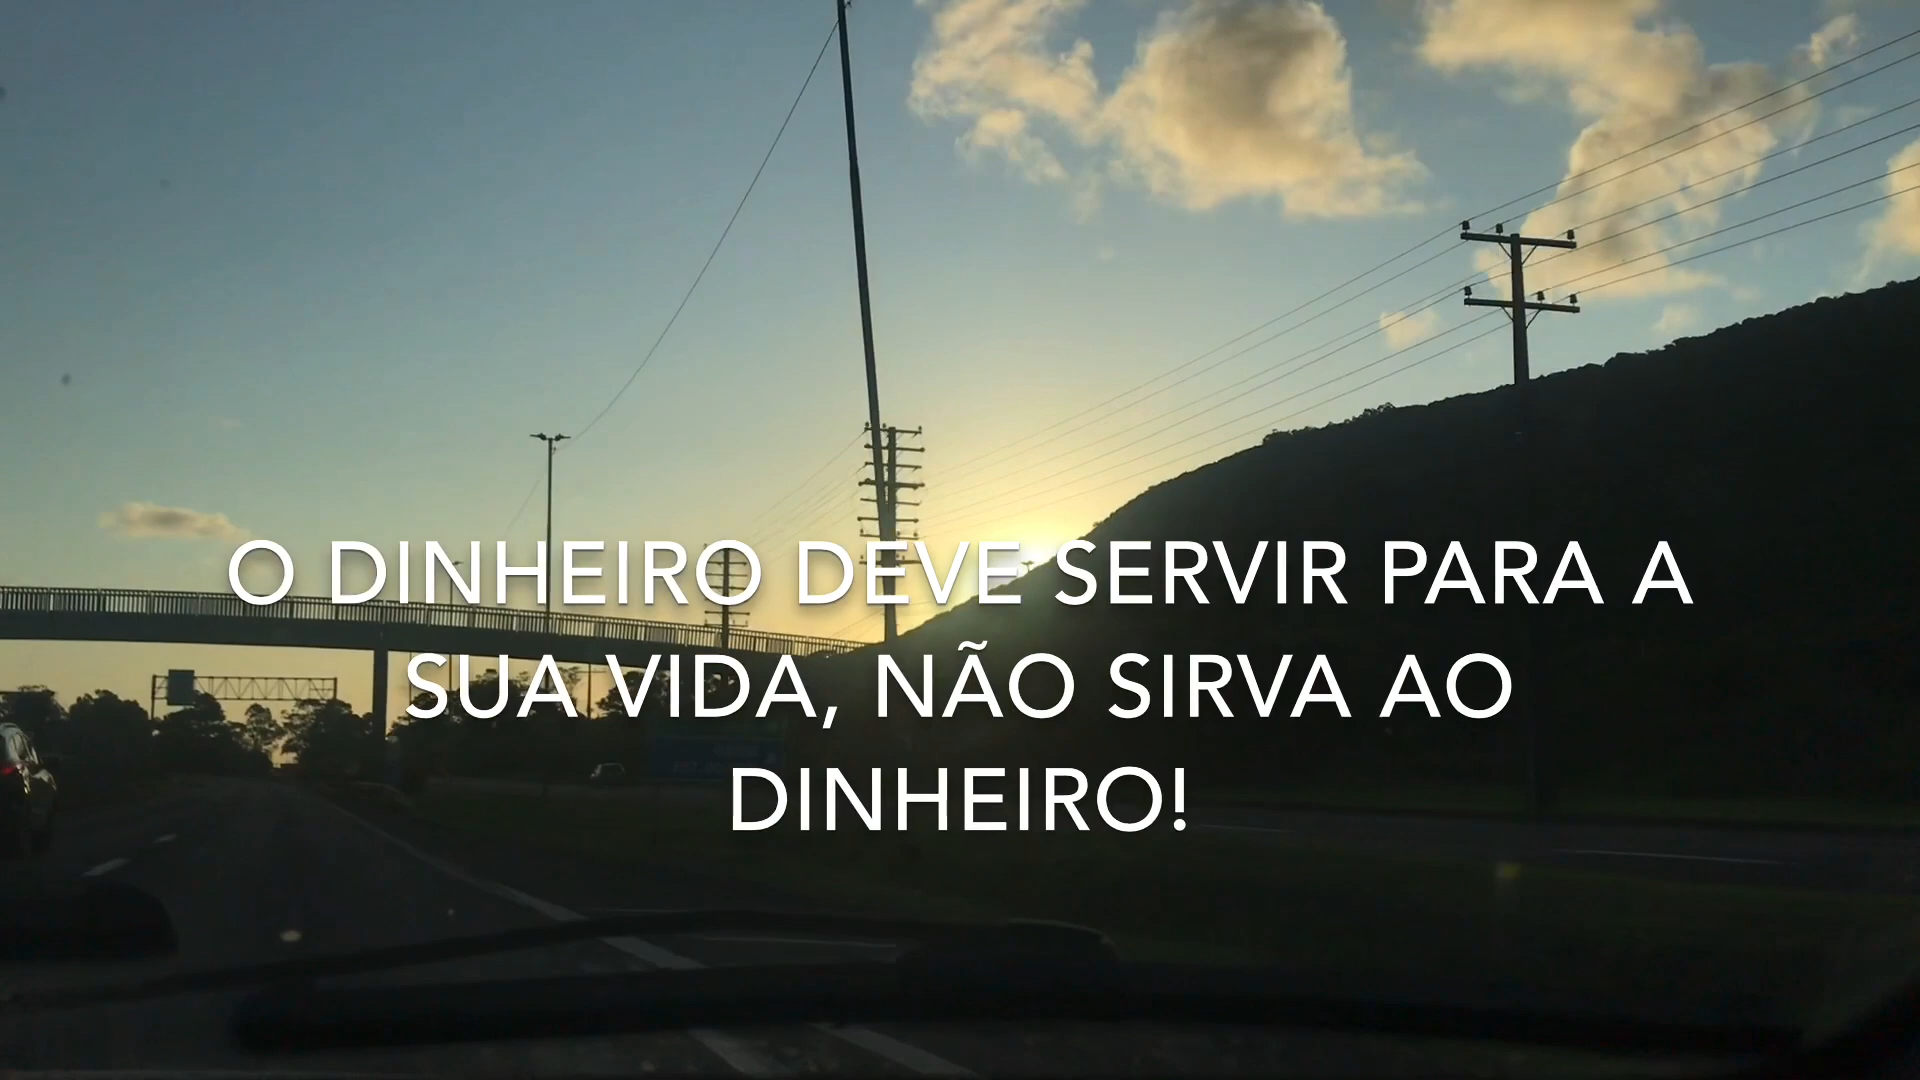 O DINHEIRO DEVE SERVIR PARA A
SUA VIDA, NÃO SIRVA AO
DINHEIRO!